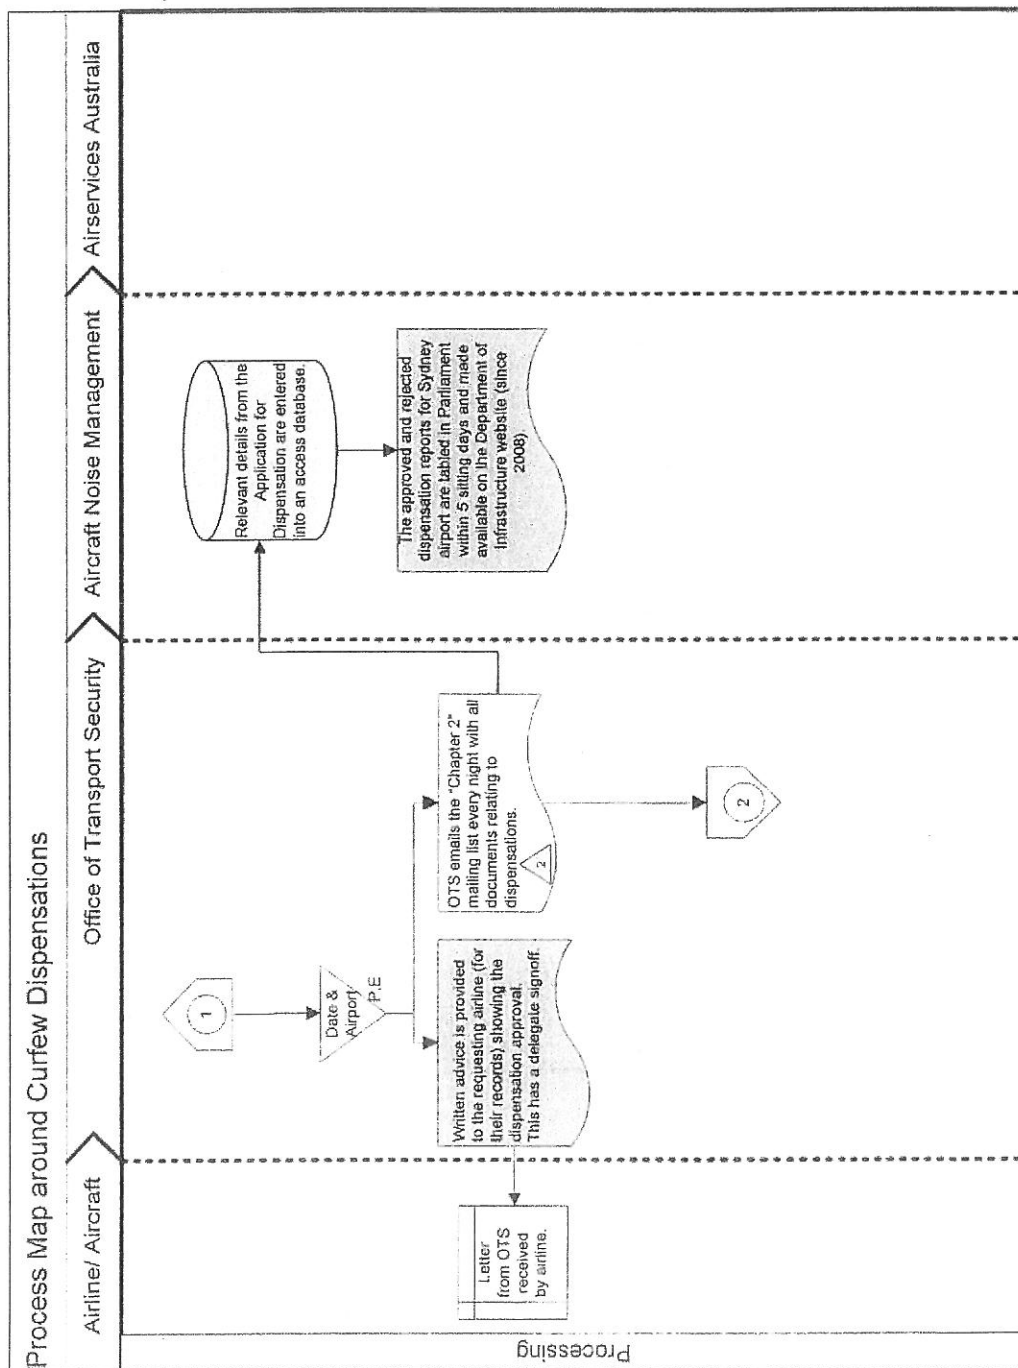 Process Map around Curfew Dispensations
Airline/ Aircraft
Office of Transport Security
Aircraft Noise Management
Airservices Australia
Processing
1
Date &
Airport
P.E
Written advice is provided
to the requesting airline (for
their records) showing the
dispensation approval.
This has a delegate signoff.
Letter
from OTS
received
by airline.
OTS emails the "Chapter 2"
mailing list every night with all
documents relating to
dispensations.
2
2
Relevant details from the
Application for
Dispensation are entered
into an access database.
The approved and rejected
dispensation reports for Sydney
airport are tabled in Parliament
within 5 sitting days and made
available on the Department of
Infrastructure website (since
2008).